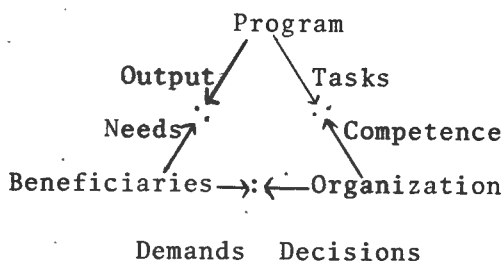 Program
Output Tasks
Needs Competence
Beneficiaries Organization
Demands Decisions